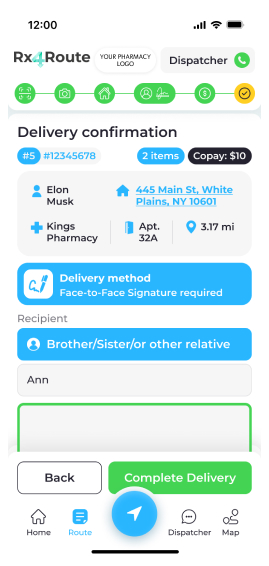 12:00
Rx4Route
YOUR PHARMACY
LOGO
Dispatcher
$
Delivery confirmation
#5 #12345678
2 items
Copay: $10
Elon
Musk
445 Main St, White
Plains, NY 10601
Kings
Pharmacy
Apt.
32A
3.17 mi
Delivery method
Face-to-Face Signature required
Recipient
Brother/Sister/or other relative
Ann
Back
Complete Delivery
Home
Route
Dispatcher
Map